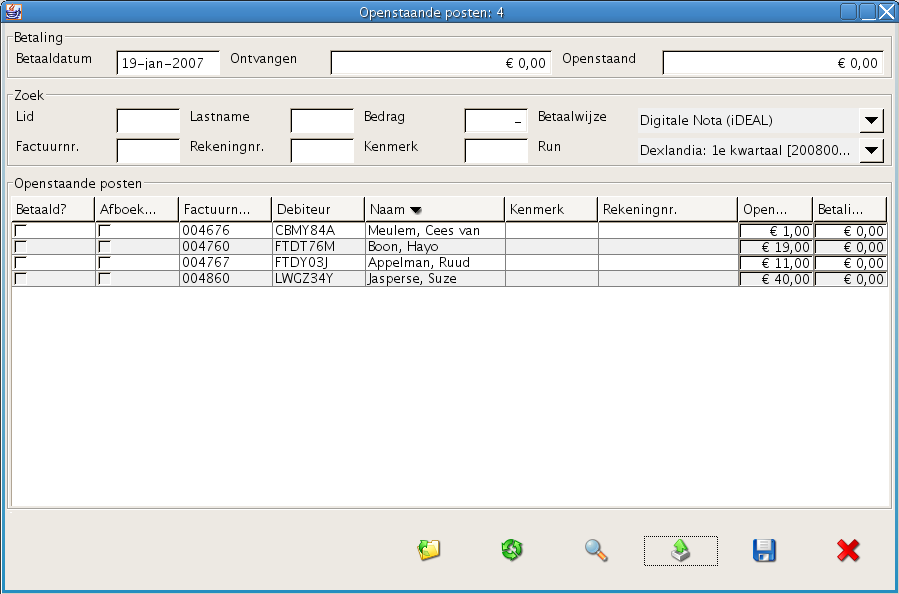 Openstaande posten: 4
Betaling
Betaaldatum 19-jan-2007 Ontvangen € 0,00 Openstaand € 0,00
Zoek
Lid Lastname Bedrag - Betaalwijze Digitale Nota (iDEAL)
Factuurnr. Rekeningnr. Kenmerk Run Dexlandia: 1e kwartaal [200800...
Openstaande posten
Betaald? Afboek... Factuurn... Debiteur Naam Kenmerk Rekeningnr. Open... Betali...
004676 CBMY84A Meulem, Cees van € 1,00 € 0,00
004760 FTDT76M Boon, Hayo € 19,00 € 0,00
004767 FTDY03J Appelman, Ruud € 11,00 € 0,00
004860 LWGZ34Y Jasperse, Suze € 40,00 € 0,00